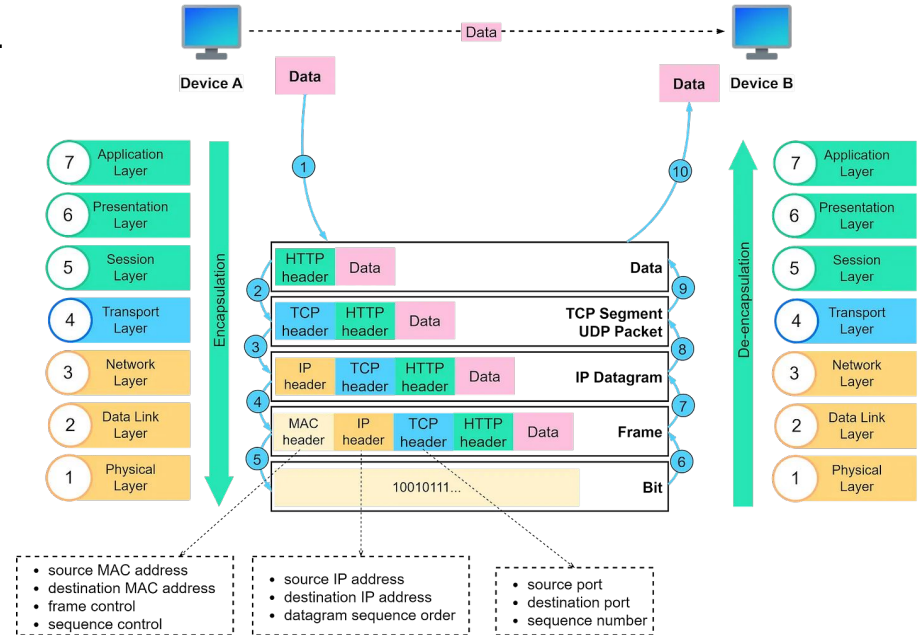 Data
Device A
Device B
Data
Data
1
10
7
Application
Layer
6
Presentation
Layer
5
Session
Layer
4
Transport
Layer
3
Network
Layer
2
Data Link
Layer
1
Physical
Layer
Encapsulation
HTTP
header
Data
Data
2
9
TCP
header
HTTP
header
Data
TCP Segment
UDP Packet
3
8
IP
header
TCP
header
HTTP
header
Data
IP Datagram
4
7
MAC
header
IP
header
TCP
header
HTTP
header
Data
Frame
5
6
10010111...
Bit
De-encapsulation
7
Application
Layer
6
Presentation
Layer
5
Session
Layer
4
Transport
Layer
3
Network
Layer
2
Data Link
Layer
1
Physical
Layer
• source MAC address
• destination MAC address
• frame control
• sequence control
• source IP address
• destination IP address
• datagram sequence order
• source port
• destination port
• sequence number